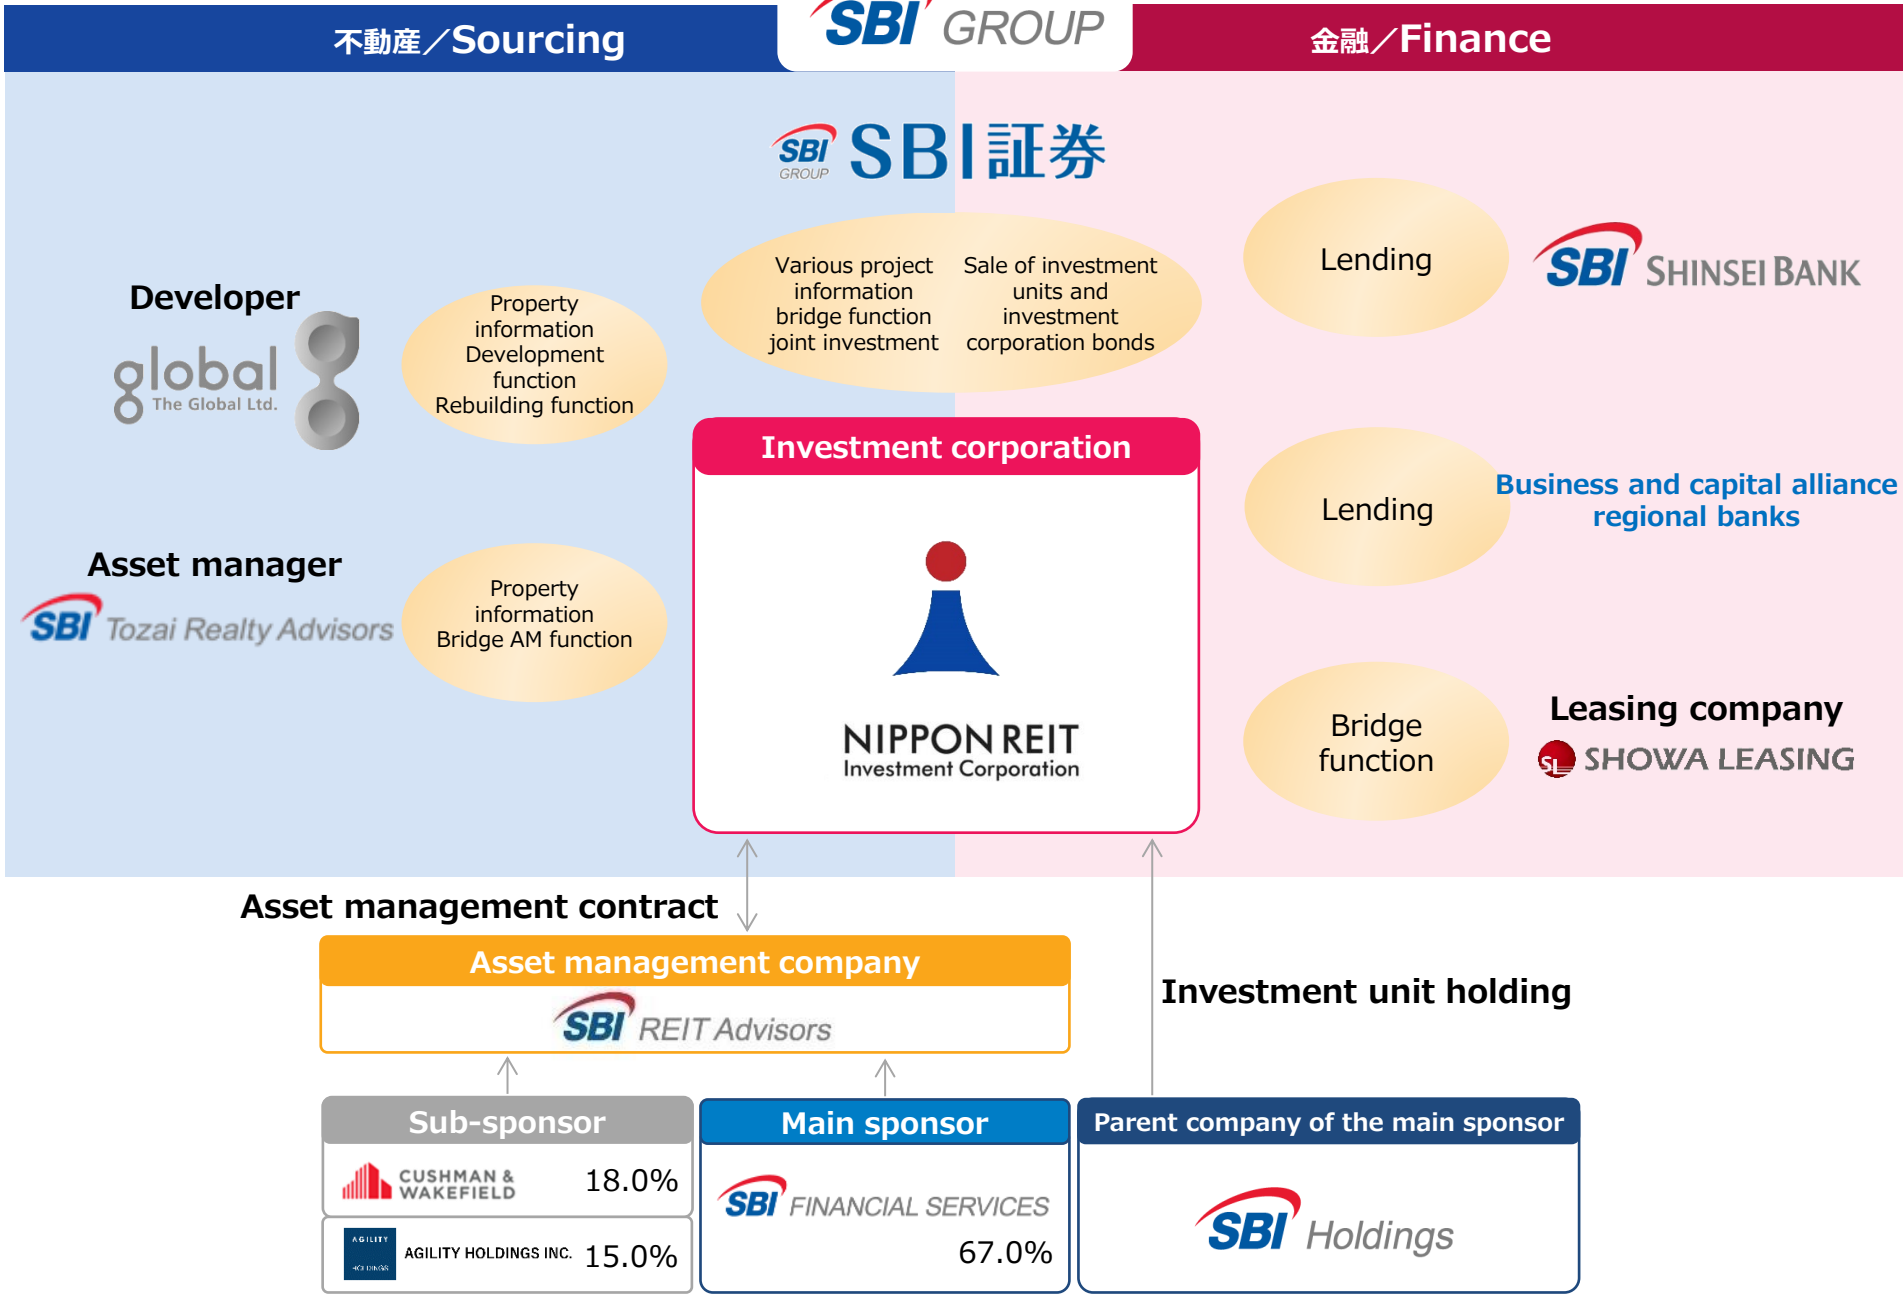 不動産／Sourcing
SBI GROUP
金融／Finance
SBI GROUP SBI証券
Various project
information
bridge function
joint investment
Sale of investment
units and
investment
corporation bonds
Developer
global
The Global Ltd.
Property
information
Development
function
Rebuilding function
Asset manager
SBI Tozai Realty Advisors
Property
information
Bridge AM function
Investment corporation
NIPPON REIT
Investment Corporation
Lending
SBI SHINSEI BANK
Lending
Business and capital alliance
regional banks
Bridge
function
Leasing company
SL SHOWA LEASING
Asset management contract
Asset management company
SBI REIT Advisors
Investment unit holding
Sub-sponsor
CUSHMAN &
WAKEFIELD
18.0%
AGILITY
HOLDINGS
AGILITY HOLDINGS INC. 15.0%
Main sponsor
SBI FINANCIAL SERVICES
67.0%
Parent company of the main sponsor
SBI Holdings